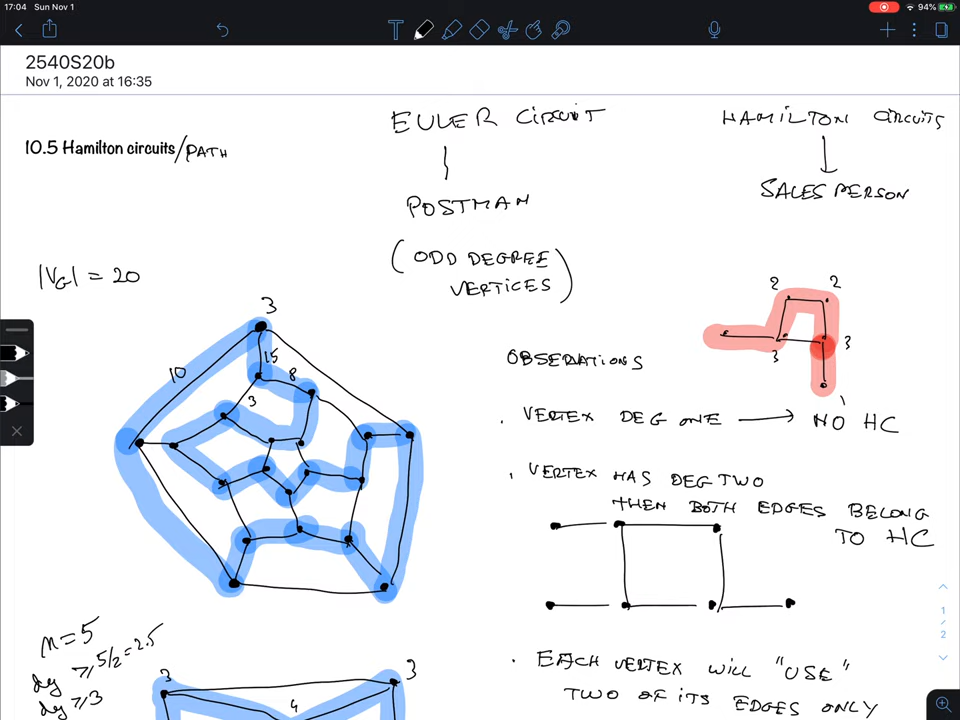 17:04 Sun Nov 1
94%
T
2540S20b
Nov 1, 2020 at 16:35
10.5 Hamilton circuits/PATH
EULER CIRCUIT
HAMILTON CIRCUITS
POSTMAN
SALES PERSON
(ODD DEGREE
VERTICES)
|VG| = 20
3
10
15
8
3
2
2
3
3
OBSERVATIONS
. VERTEX DEG ONE → NO HC
. VERTEX HAS DEG TWO
THEN BOTH EDGES BELONG
TO HC
1
/
2
n=5
deg ≥ 5/2 = 2.5
deg ≥ 3
3
3
4
. EACH VERTEX WILL "USE"
TWO OF ITS EDGES ONLY